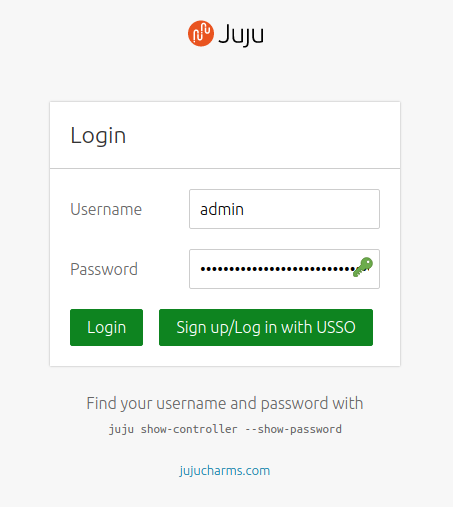 Juju
Login
Username
admin
Password
Login
Sign up/Log in with USSO
Find your username and password with
juju show-controller --show-password
jujucharms.com